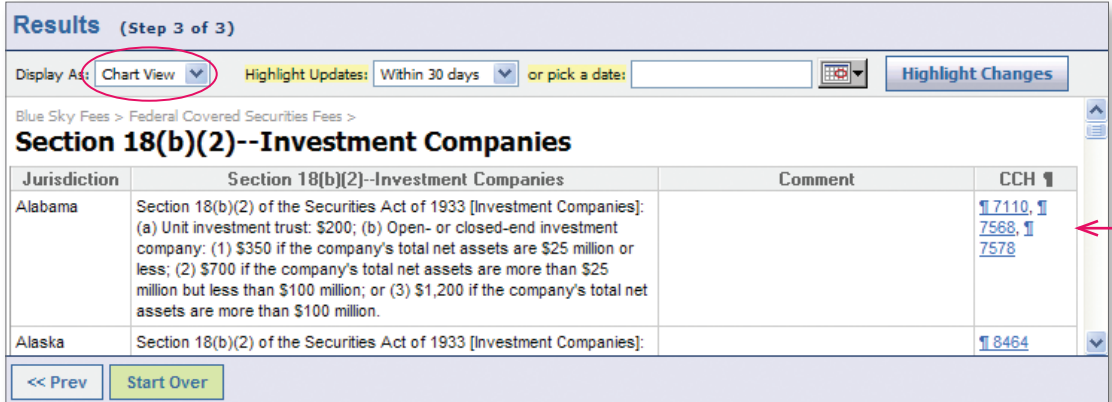 Results (Step 3 of 3)
Display As: Chart View Highlight Updates: Within 30 days or pick a date: Highlight Changes
Blue Sky Fees > Federal Covered Securities Fees >
Section 18(b)(2)--Investment Companies
Jurisdiction Section 18(b)(2)--Investment Companies Comment CCH ¶
Alabama Section 18(b)(2) of the Securities Act of 1933 [Investment Companies]: ¶ 7110, ¶
(a) Unit investment trust: $200; (b) Open- or closed-end investment 7568, ¶
company: (1) $350 if the company's total net assets are $25 million or 7578
less; (2) $700 if the company's total net assets are more than $25
million but less than $100 million; or (3) $1,200 if the company's total net
assets are more than $100 million.
Alaska Section 18(b)(2) of the Securities Act of 1933 [Investment Companies]: ¶ 8464
<< Prev Start Over